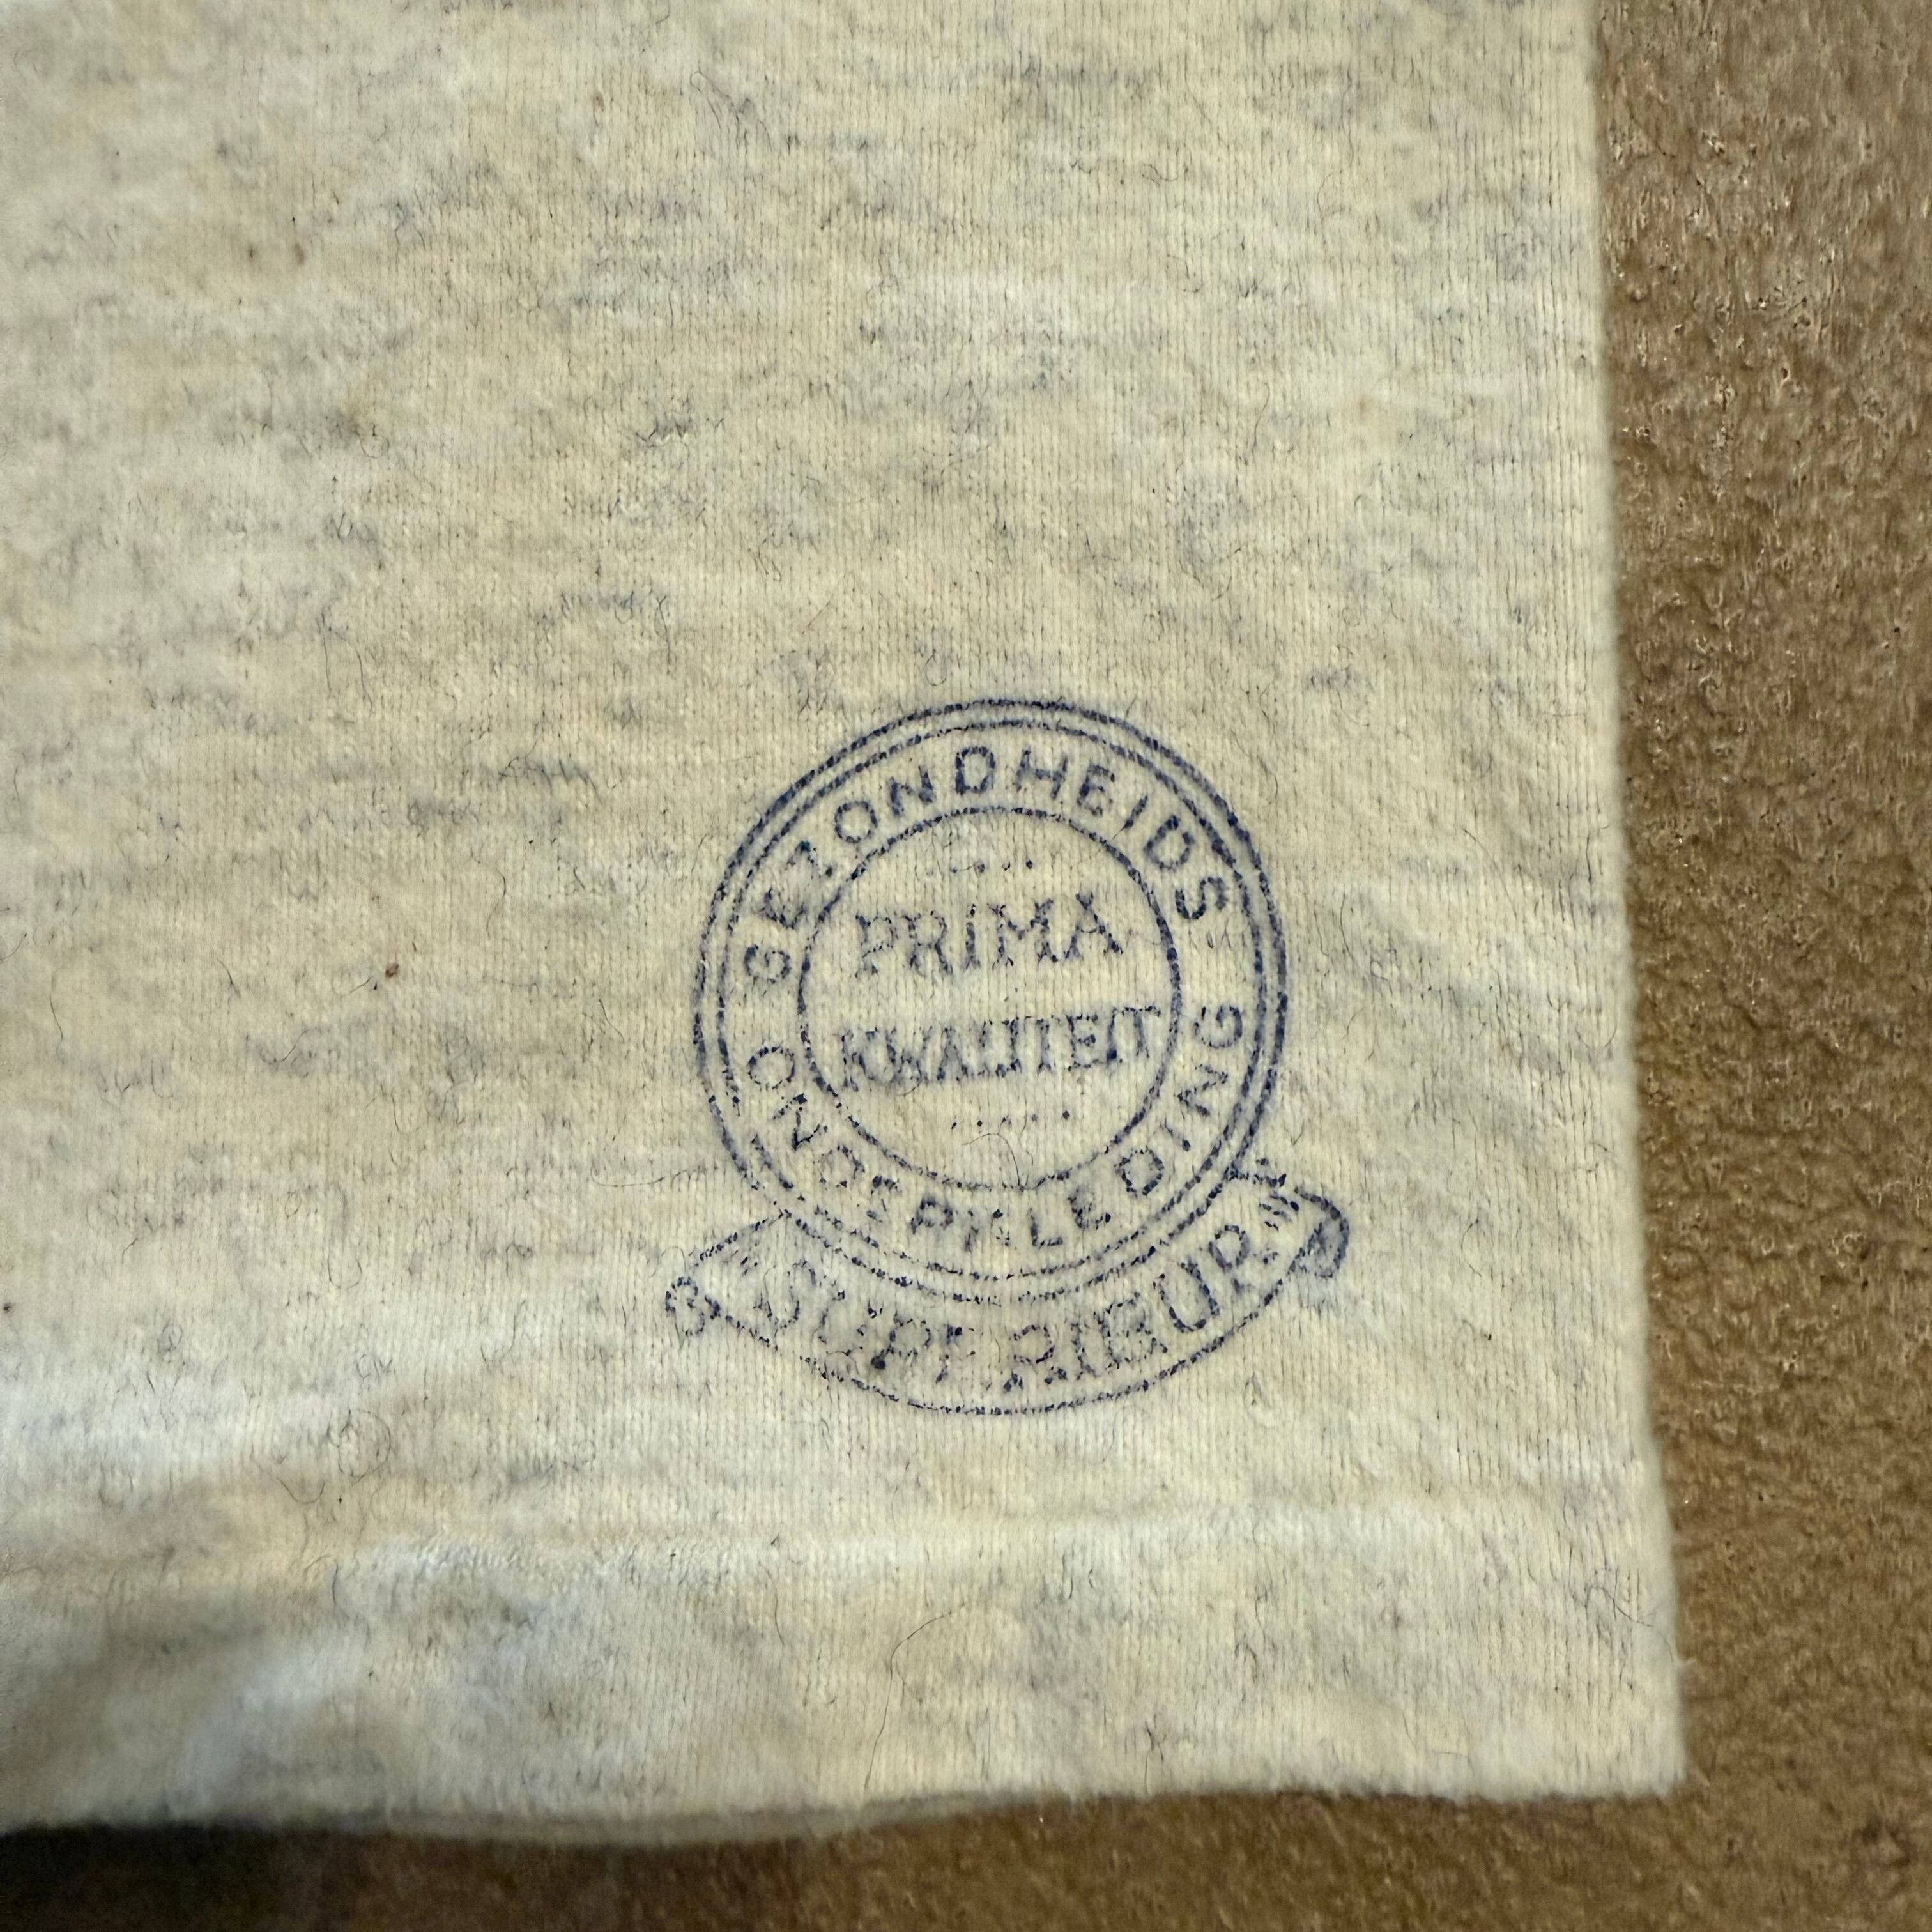 GEZONDHEIDS
PRIMA
KWALITEIT
ONDERKLEDING
"SUPERIEUR"